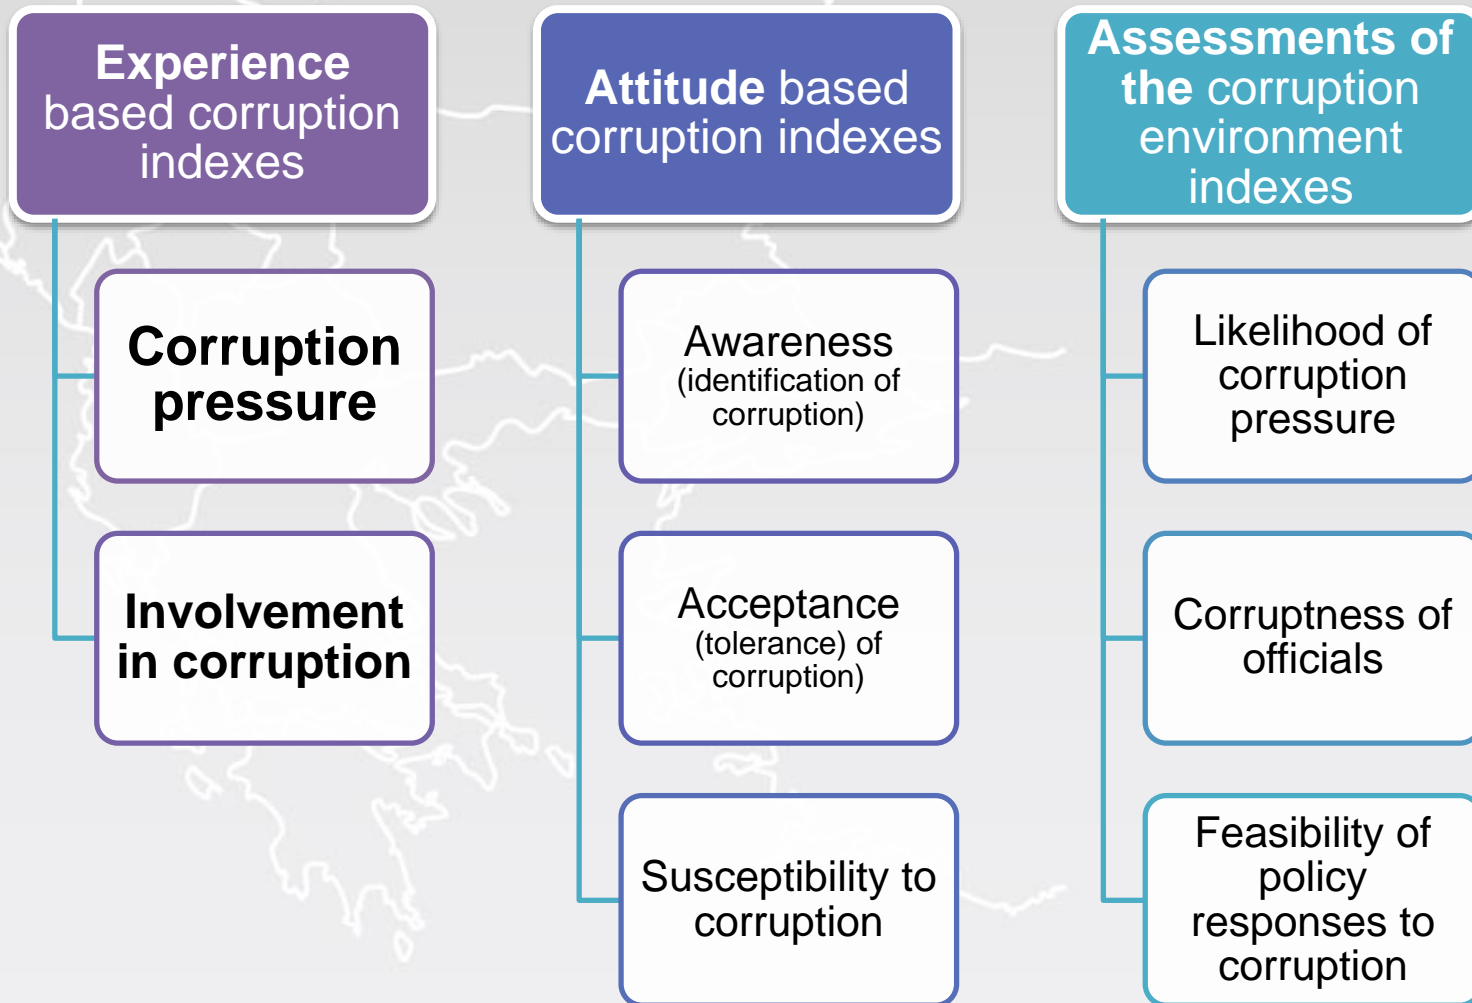 Experience
based corruption
indexes
Corruption
pressure
Involvement
in corruption
Attitude based
corruption indexes
Awareness
(identification of
corruption)
Acceptance
(tolerance) of
corruption)
Susceptibility to
corruption
Assessments of
the corruption
environment
indexes
Likelihood of
corruption
pressure
Corruptness of
officials
Feasibility of
policy
responses to
corruption